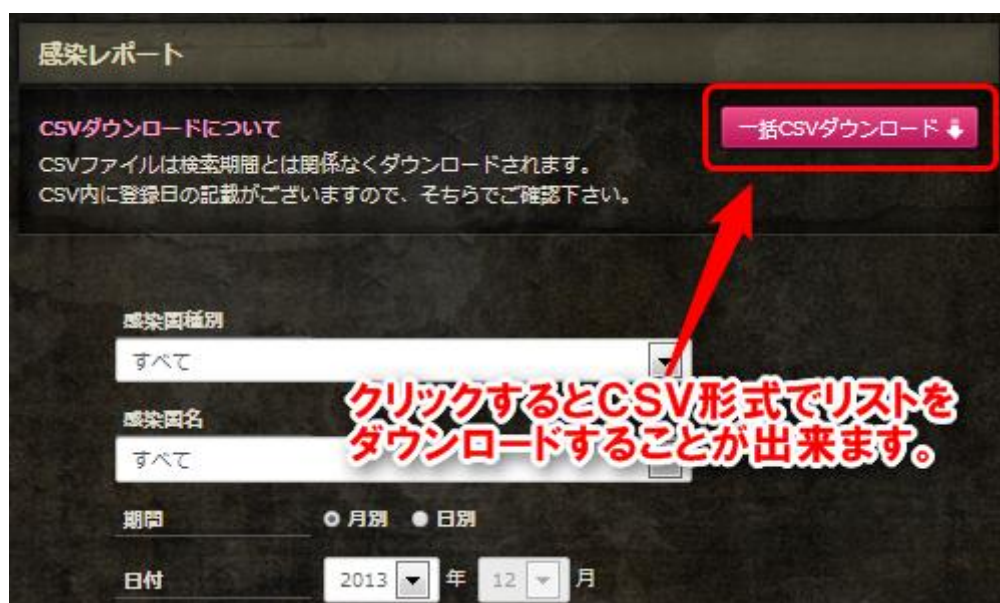 感染レポート
CSVダウンロードについて
一括CSVダウンロード
CSVファイルは検索期間とは関係なくダウンロードされます。
CSV内に登録日の記載がございますので、そちらでご確認下さい。
感染菌種別
すべて
クリックするとCSV形式でリストを
ダウンロードすることが出来ます。
感染菌名
すべて
期間 月別 日別
日付 2013 年 12 月